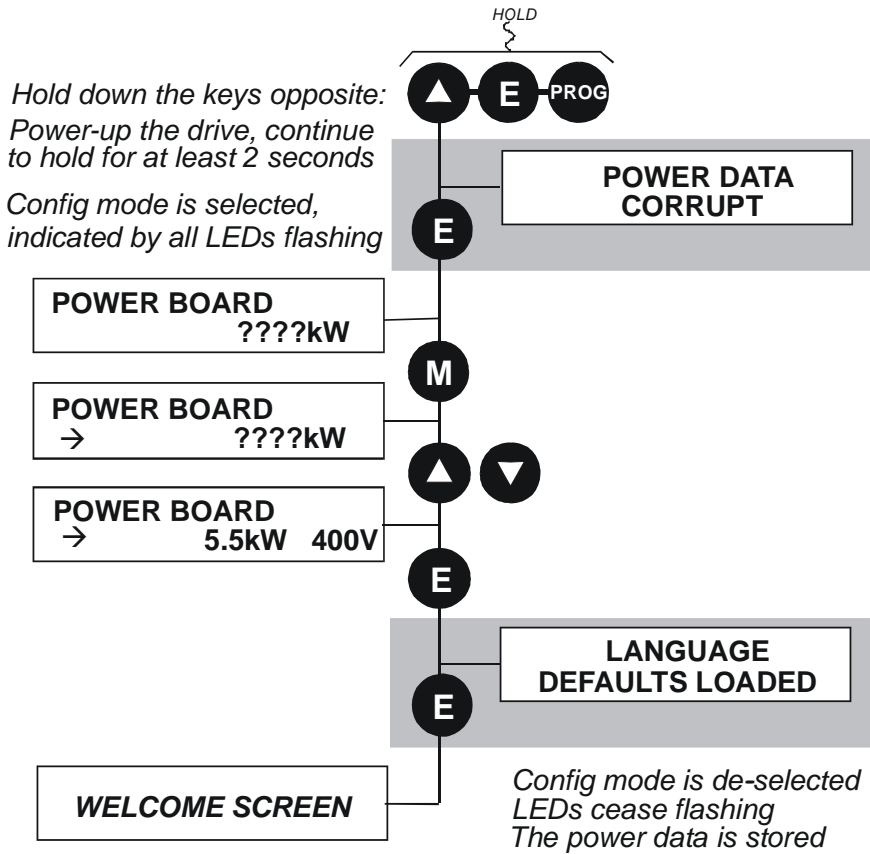 HOLD
Hold down the keys opposite:
E PROG
Power-up the drive, continue
to hold for at least 2 seconds
POWER DATA
CORRUPT
Config mode is selected,
indicated by all LEDs flashing
E
POWER BOARD
????kW
M
POWER BOARD
→ ????kW
POWER BOARD
→ 5.5kW 400V
E
LANGUAGE
DEFAULTS LOADED
E
WELCOME SCREEN
Config mode is de-selected
LEDs cease flashing
The power data is stored